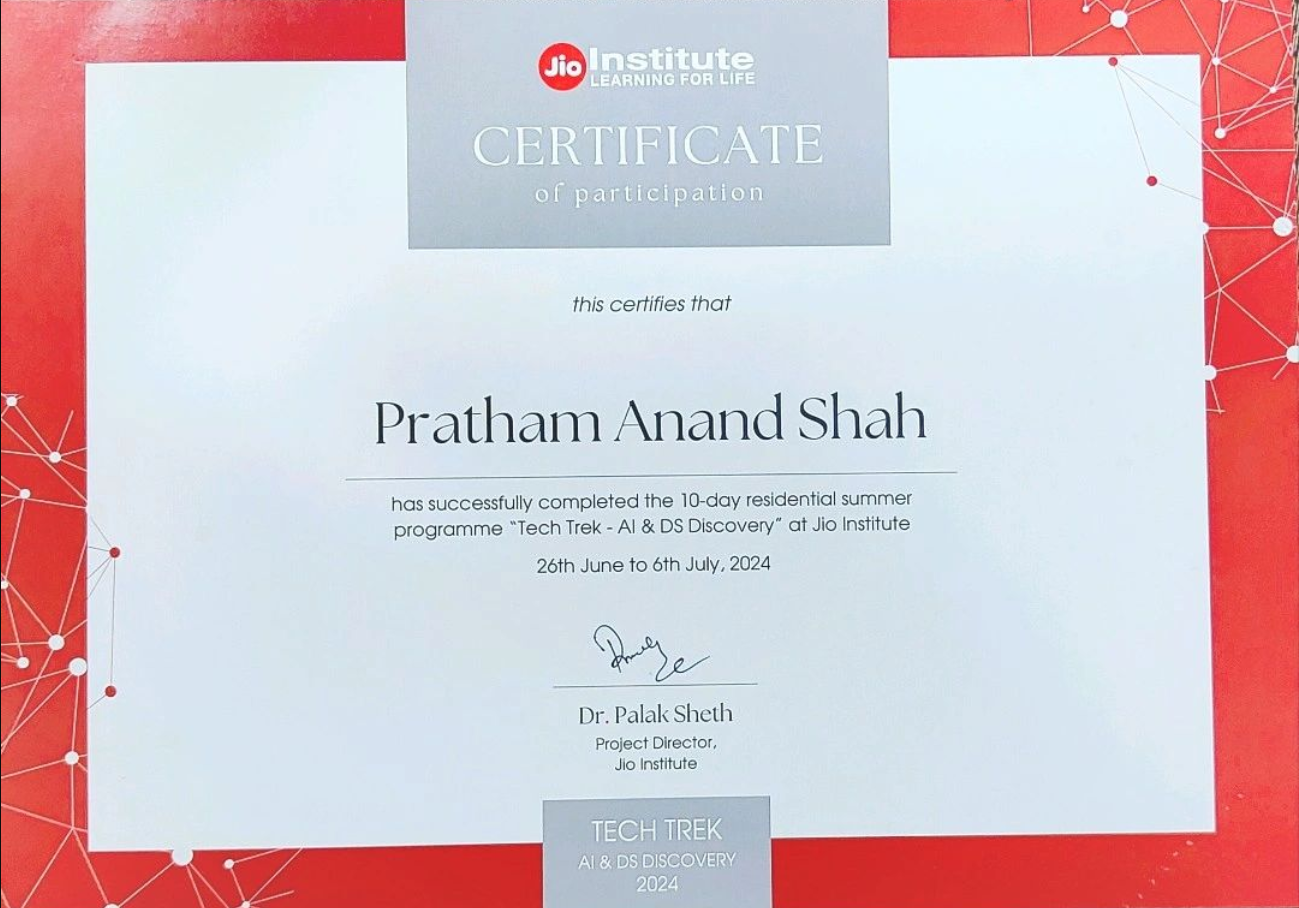 Jio Institute
LEARNING FOR LIFE
CERTIFICATE
of participation
this certifies that
Pratham Anand Shah
has successfully completed the 10-day residential summer
programme “Tech Trek - AI & DS Discovery” at Jio Institute
26th June to 6th July, 2024
Dr. Palak Sheth
Project Director,
Jio Institute
TECH TREK
AI & DS DISCOVERY
2024